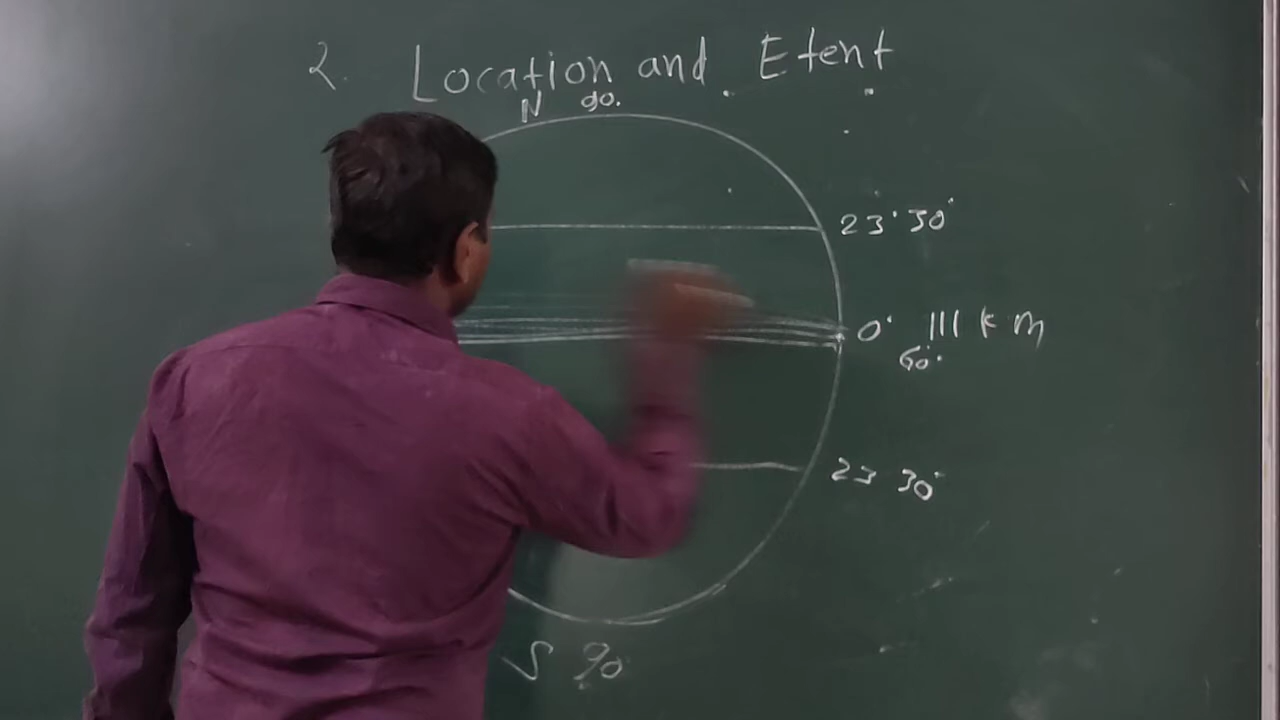 2. Location and Etent
N 90.
23° 30°
0° 111 km
60°
23 30°
S 90